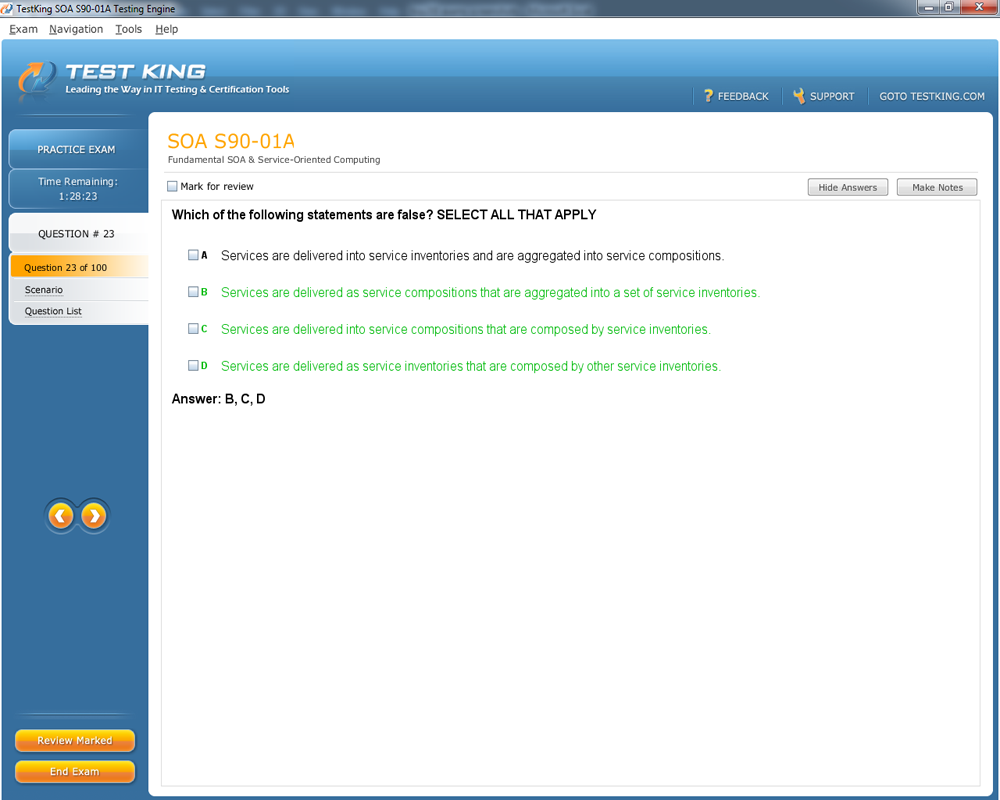 TestKing SOA S90-01A Testing Engine
Exam Navigation Tools Help
TEST KING
Leading the Way in IT Testing & Certification Tools
? FEEDBACK SUPPORT GOTO TESTKING.COM
PRACTICE EXAM
Time Remaining:
1:28:23
QUESTION # 23
Question 23 of 100
Scenario
Question List
SOA S90-01A
Fundamental SOA & Service-Oriented Computing
Mark for review
Hide Answers Make Notes
Which of the following statements are false? SELECT ALL THAT APPLY
A Services are delivered into service inventories and are aggregated into service compositions.
B Services are delivered as service compositions that are aggregated into a set of service inventories.
C Services are delivered into service compositions that are composed by service inventories.
D Services are delivered as service inventories that are composed by other service inventories.
Answer: B, C, D
Review Marked
End Exam